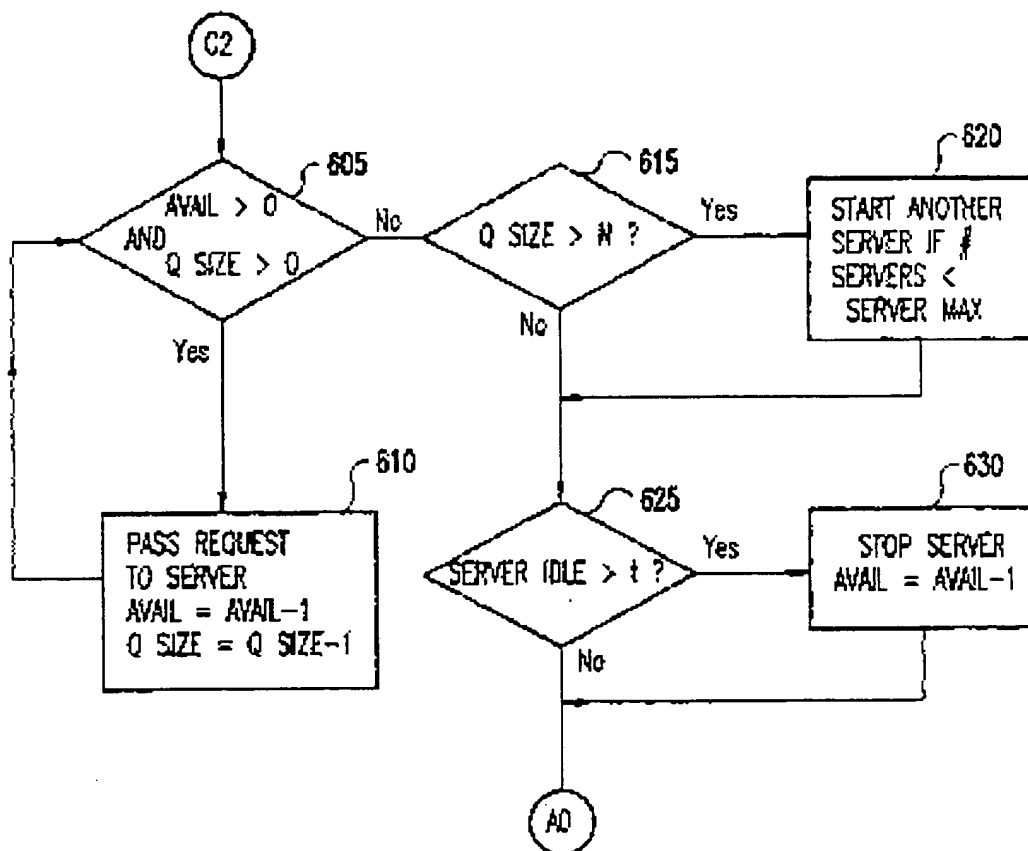 C2
605
AVAIL > 0
AND
Q SIZE > 0
No
Yes
610
PASS REQUEST
TO SERVER
AVAIL = AVAIL-1
Q SIZE = Q SIZE-1
615
Q SIZE > N ?
Yes
No
620
START ANOTHER
SERVER IF #
SERVERS <
SERVER MAX
625
SERVER IDLE > t ?
Yes
No
630
STOP SERVER
AVAIL = AVAIL-1
A0